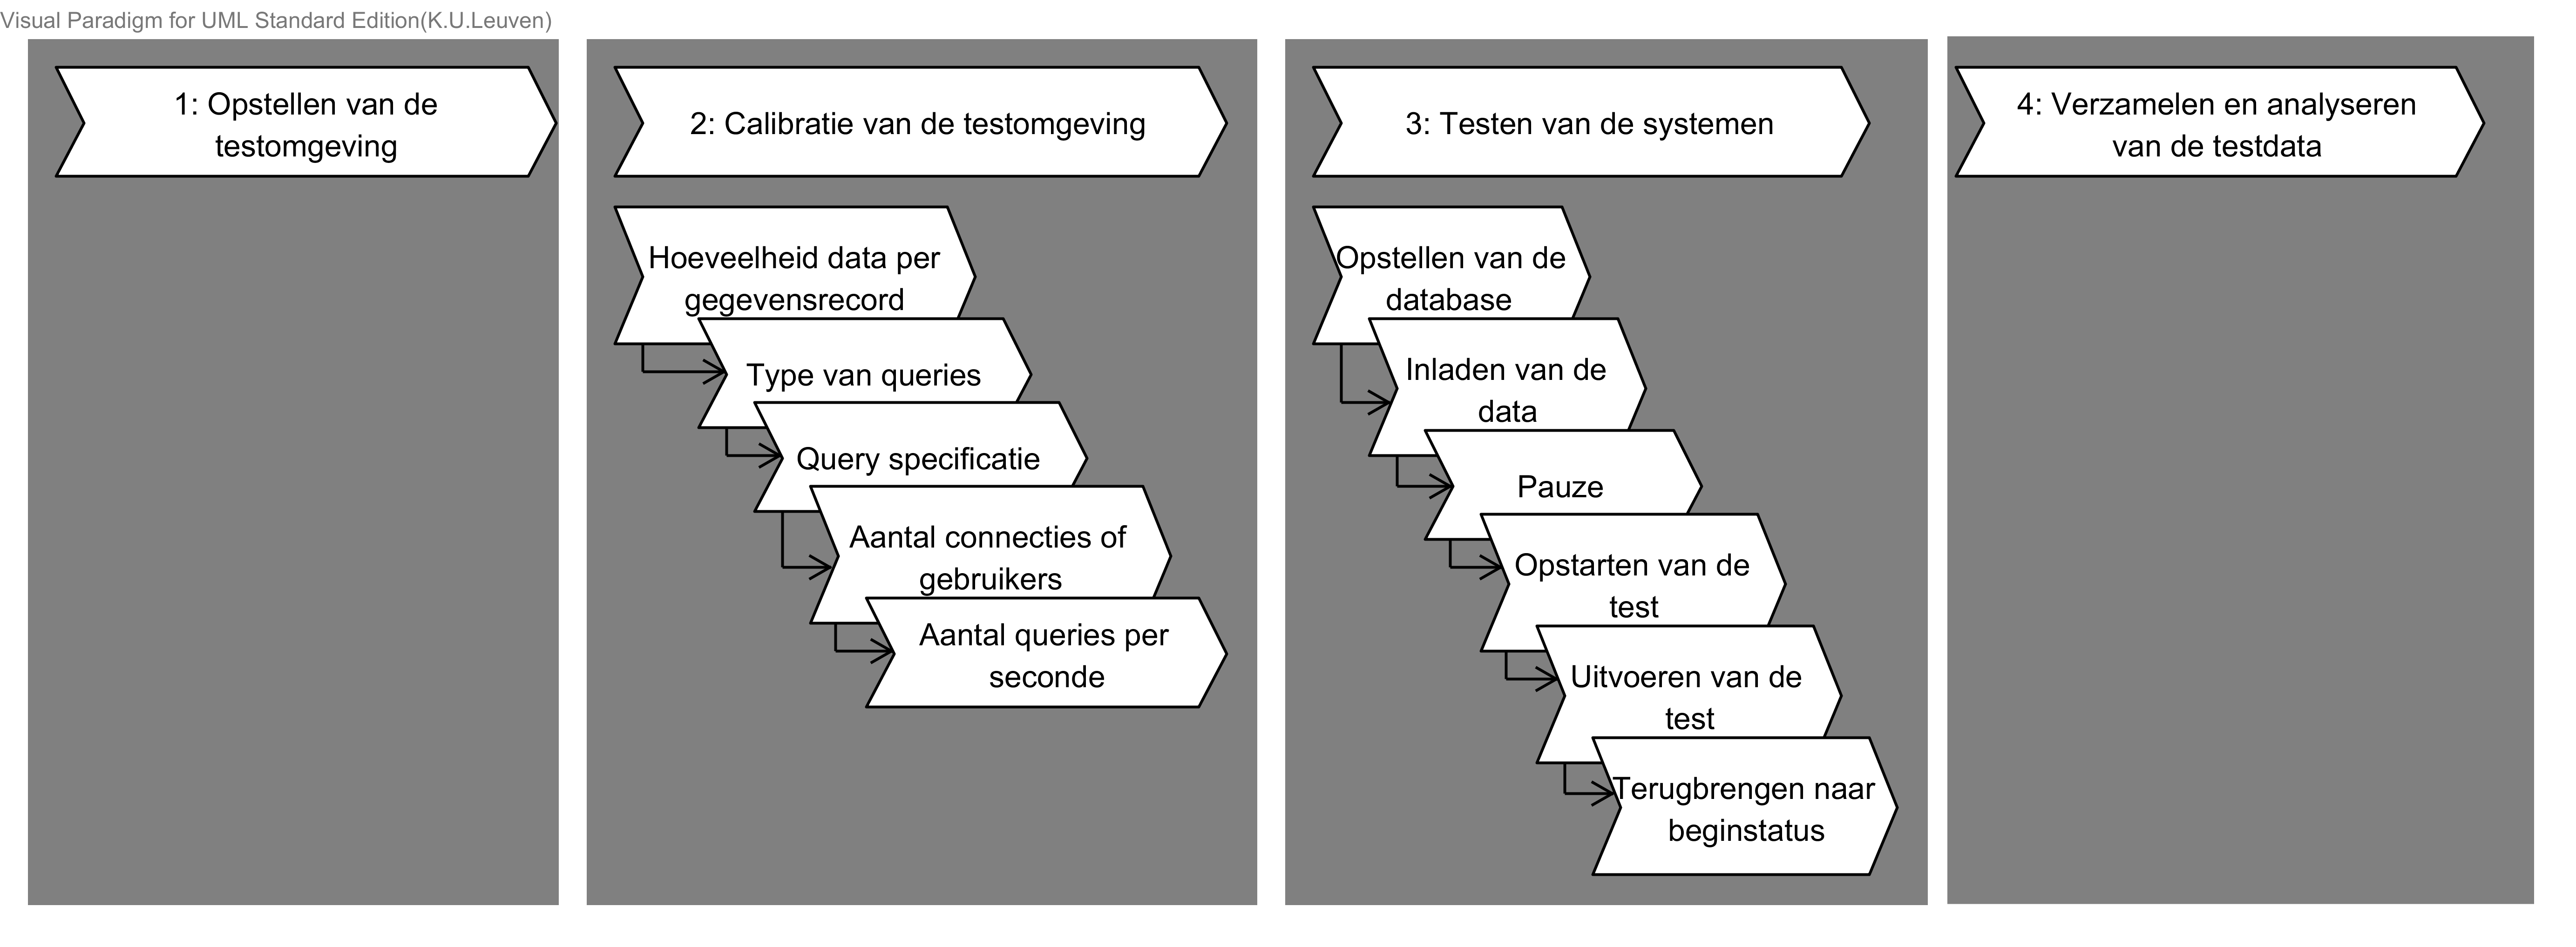 Visual Paradigm for UML Standard Edition(K.U.Leuven)
1: Opstellen van de
testomgeving
2: Calibratie van de testomgeving
Hoeveelheid data per
gegevensrecord
Type van queries
Query specificatie
Aantal connecties of
gebruikers
Aantal queries per
seconde
3: Testen van de systemen
Opstellen van de
database
Inladen van de
data
Pauze
Opstarten van de
test
Uitvoeren van de
test
Terugbrengen naar
beginstatus
4: Verzamelen en analyseren
van de testdata